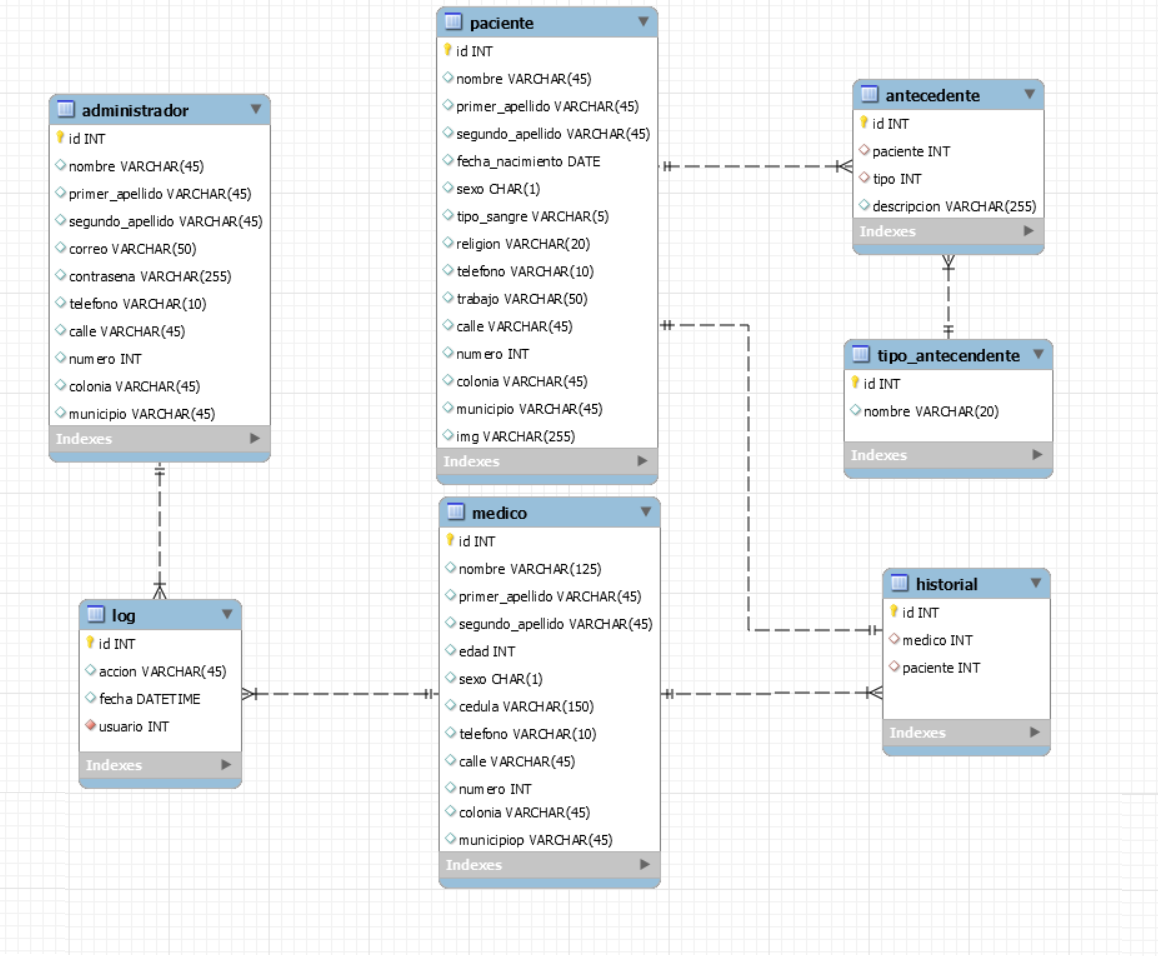 administrador
id INT
nombre VARCHAR(45)
primer_apellido VARCHAR(45)
segundo_apellido VARCHAR(45)
correo VARCHAR(50)
contrasena VARCHAR(255)
telefono VARCHAR(10)
calle VARCHAR(45)
numero INT
colonia VARCHAR(45)
municipio VARCHAR(45)
Indexes
paciente
id INT
nombre VARCHAR(45)
primer_apellido VARCHAR(45)
segundo_apellido VARCHAR(45)
fecha_nacimiento DATE
sexo CHAR(1)
tipo_sangre VARCHAR(5)
religion VARCHAR(20)
telefono VARCHAR(10)
trabajo VARCHAR(50)
calle VARCHAR(45)
numero INT
colonia VARCHAR(45)
municipio VARCHAR(45)
img VARCHAR(255)
Indexes
antecedente
id INT
paciente INT
tipo INT
descripcion VARCHAR(255)
Indexes
tipo_antecendente
id INT
nombre VARCHAR(20)
Indexes
log
id INT
accion VARCHAR(45)
fecha DATETIME
usuario INT
Indexes
medico
id INT
nombre VARCHAR(125)
primer_apellido VARCHAR(45)
segundo_apellido VARCHAR(45)
edad INT
sexo CHAR(1)
cedula VARCHAR(150)
telefono VARCHAR(10)
calle VARCHAR(45)
numero INT
colonia VARCHAR(45)
municipiop VARCHAR(45)
Indexes
historial
id INT
medico INT
paciente INT
Indexes